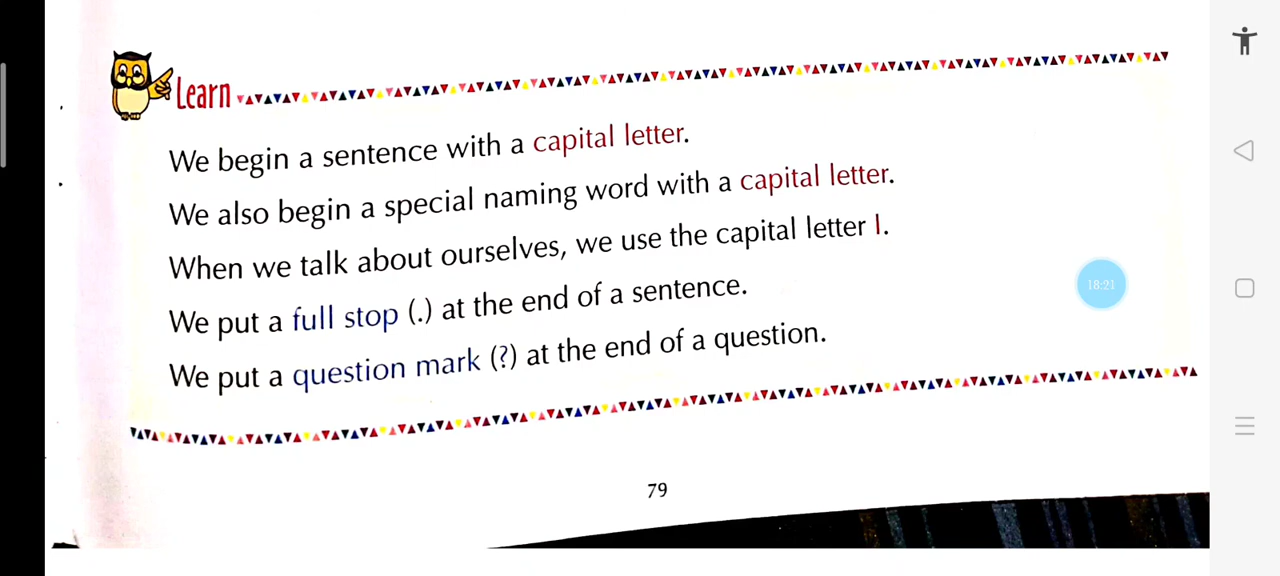 Learn
We begin a sentence with a capital letter.
We also begin a special naming word with a capital letter.
When we talk about ourselves, we use the capital letter I.
We put a full stop (.) at the end of a sentence.
We put a question mark (?) at the end of a question.
79
18:21